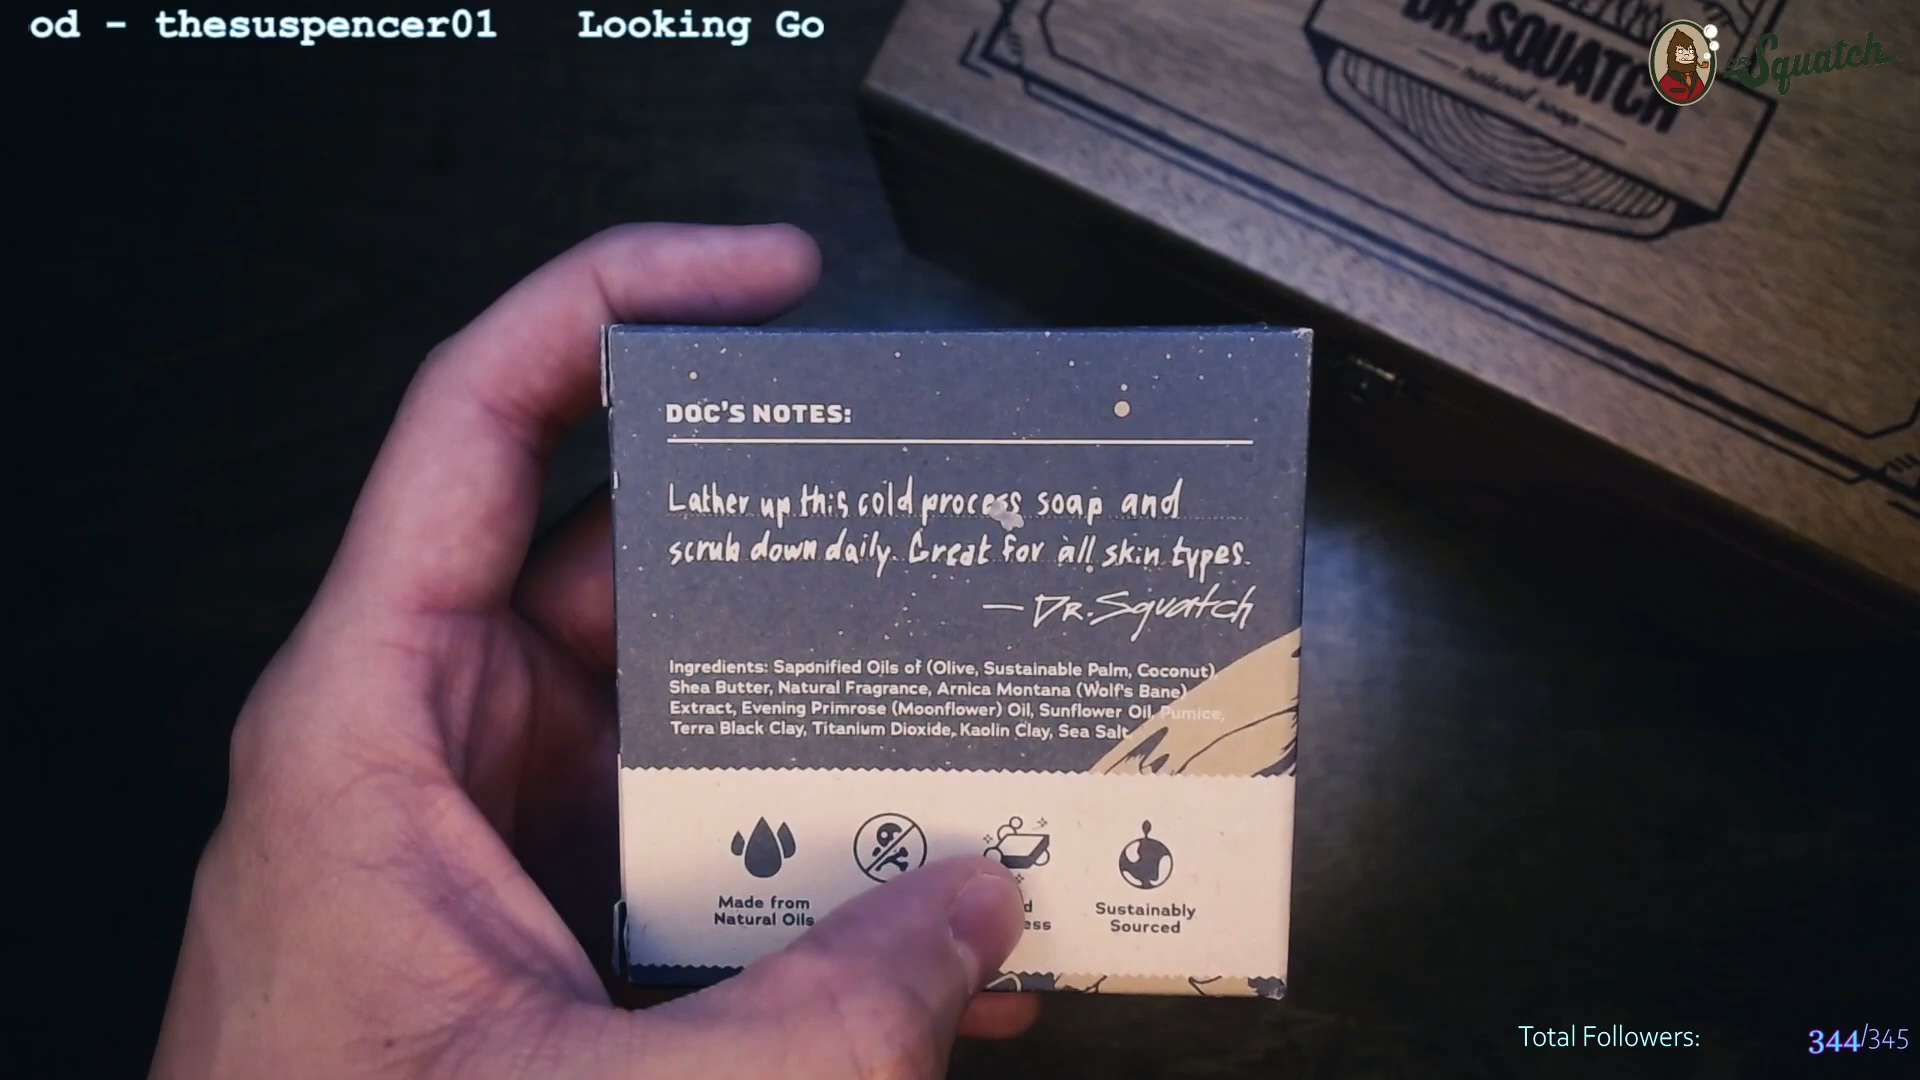 od - thesuspencer01 Looking Go
DR.SQUATCH
natural soap
Squatch
DOC'S NOTES:
Lather up this cold process soap and
scrub down daily. Great for all skin types.
— DR. Squatch
Ingredients: Saponified Oils of (Olive, Sustainable Palm, Coconut),
Shea Butter, Natural Fragrance, Arnica Montana (Wolf's Bane)
Extract, Evening Primrose (Moonflower) Oil, Sunflower Oil, Pumice,
Terra Black Clay, Titanium Dioxide, Kaolin Clay, Sea Salt
Made from
Natural Oils
d
ess
Sustainably
Sourced
Total Followers: 344/345